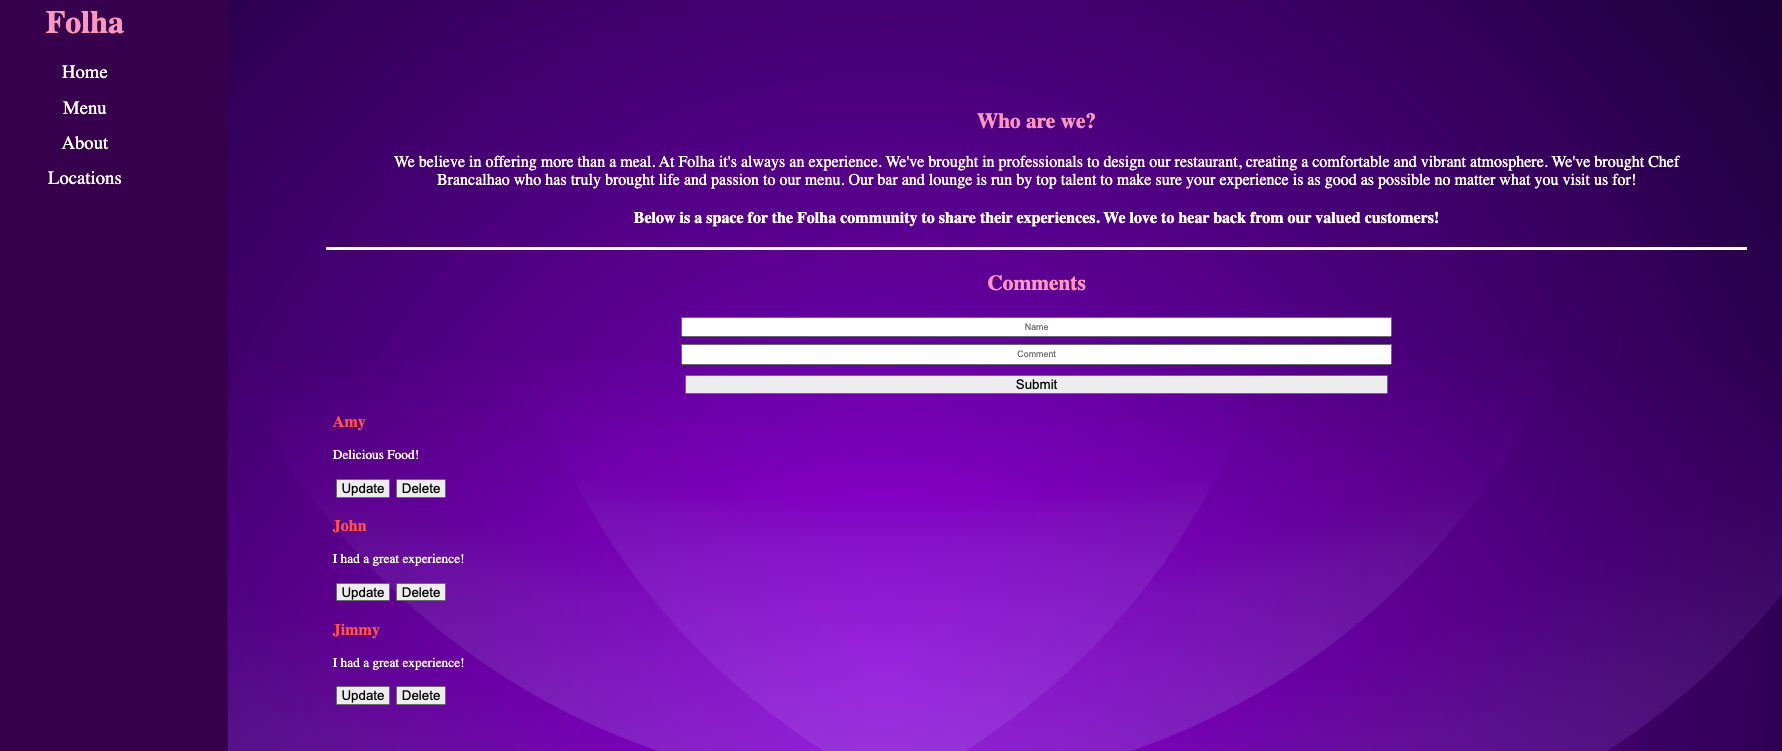 Folha
Home
Menu
About
Locations
Who are we?
We believe in offering more than a meal. At Folha it's always an experience. We've brought in professionals to design our restaurant, creating a comfortable and vibrant atmosphere. We've brought Chef
Brancalhao who has truly brought life and passion to our menu. Our bar and lounge is run by top talent to make sure your experience is as good as possible no matter what you visit us for!
Below is a space for the Folha community to share their experiences. We love to hear back from our valued customers!
Comments
Name
Comment
Submit
Amy
Delicious Food!
Update Delete
John
I had a great experience!
Update Delete
Jimmy
I had a great experience!
Update Delete